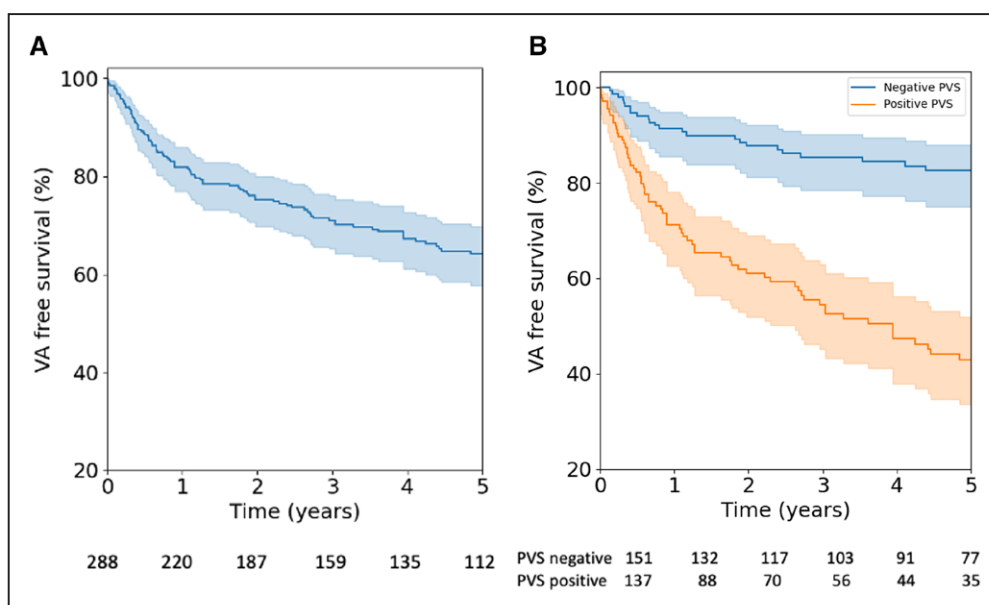 A
VA free survival (%)
100
80
60
40
20
0 1 2 3 4 5
Time (years)
288 220 187 159 135 112
B
Negative PVS
Positive PVS
VA free survival (%)
100
80
60
40
20
0 1 2 3 4 5
Time (years)
PVS negative 151 132 117 103 91 77
PVS positive 137 88 70 56 44 35